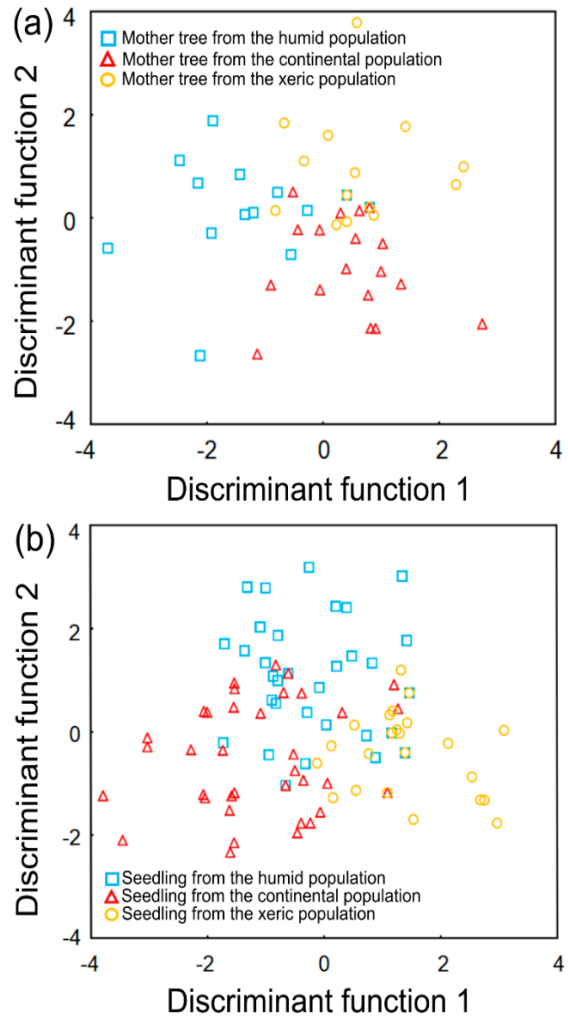 (a)
4
Mother tree from the humid population
Mother tree from the continental population
Mother tree from the xeric population
2
0
-2
-4
Discriminant function 2
-4 -2 0 2 4
Discriminant function 1
(b)
4
2
0
-2
Seedling from the humid population
Seedling from the continental population
Seedling from the xeric population
-4
Discriminant function 2
-4 -2 0 2 4
Discriminant function 1